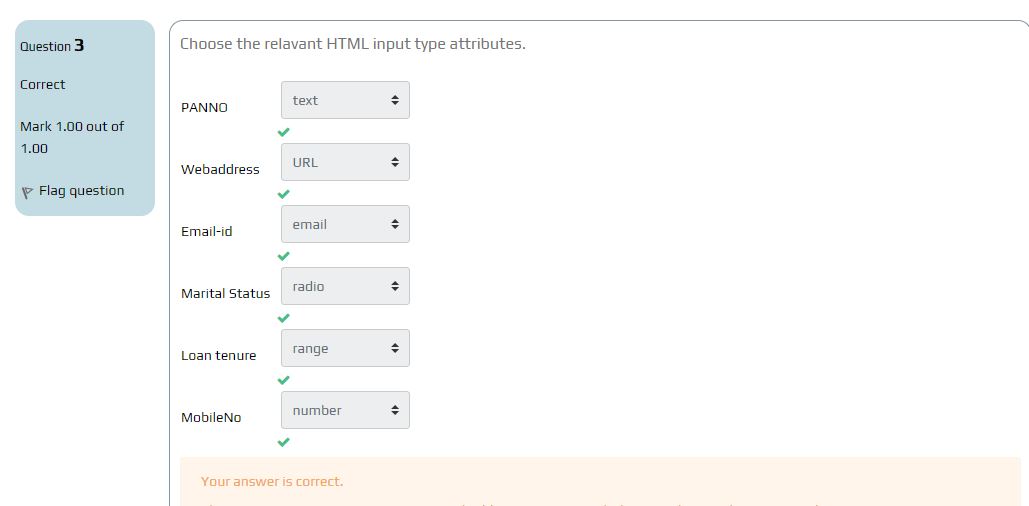 Question 3
Correct
Mark 1.00 out of
1.00
Flag question
Choose the relavant HTML input type attributes.
PANNO
text
Webaddress
URL
Email-id
email
Marital Status
radio
Loan tenure
range
MobileNo
number
Your answer is correct.